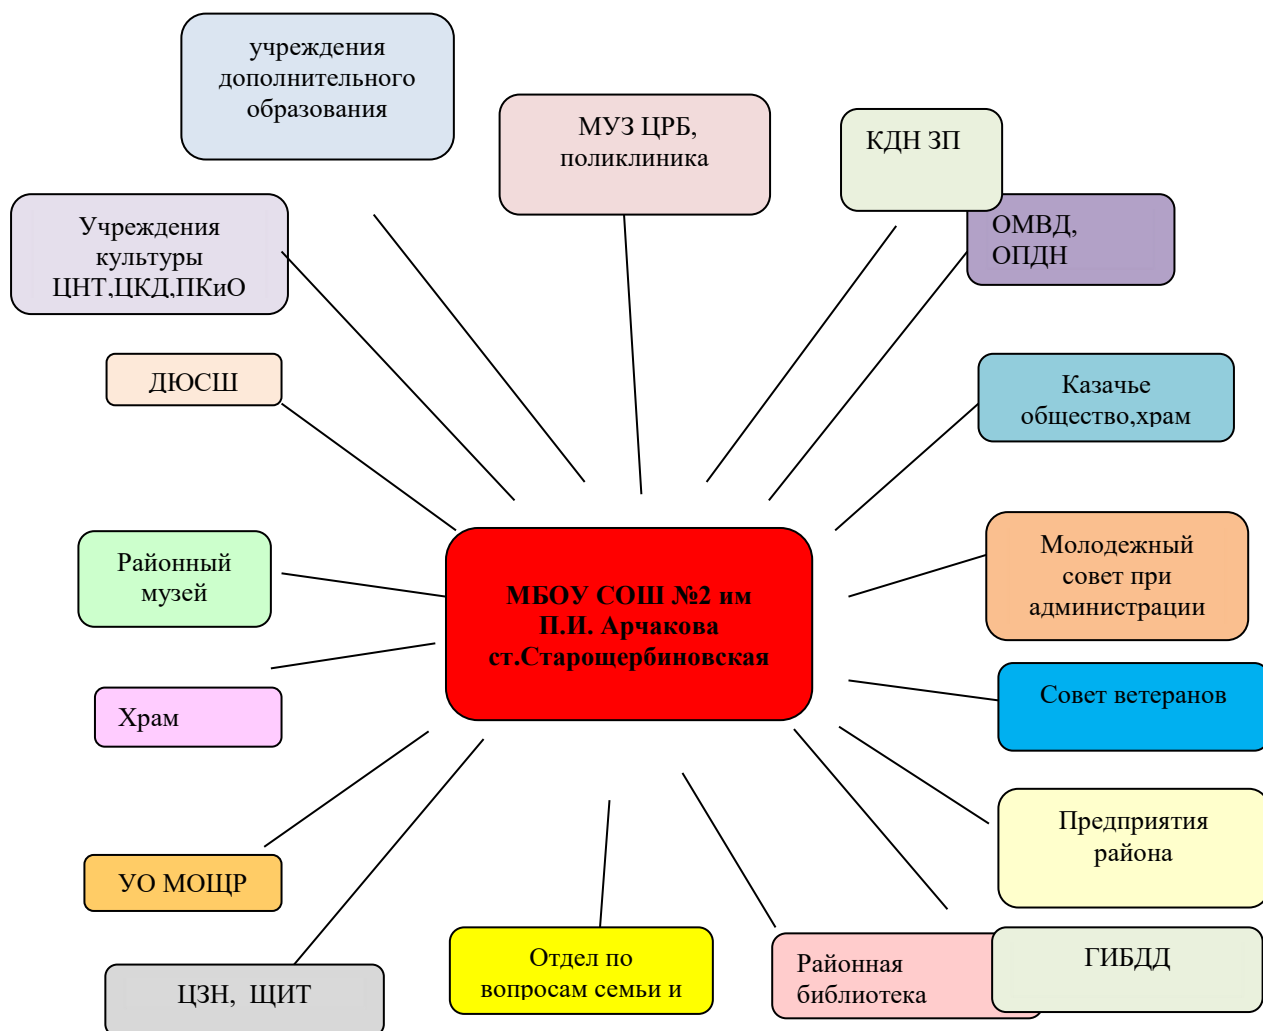 учреждения
дополнительного
образования
МУЗ ЦРБ,
поликлиника
КДН ЗП
ОМВД,
ОПДН
Учреждения
культуры
ЦНТ,ЦКД,ПКиО
ДЮСШ
Казачье
общество,храм
Районный
музей
МБОУ СОШ №2 им
П.И. Арчакова
ст.Старощербиновская
Молодежный
совет при
администрации
Храм
Совет ветеранов
Предприятия
района
УО МОЩР
ЦЗН, ЩИТ
Отдел по
вопросам семьи и
Районная
библиотека
ГИБДД